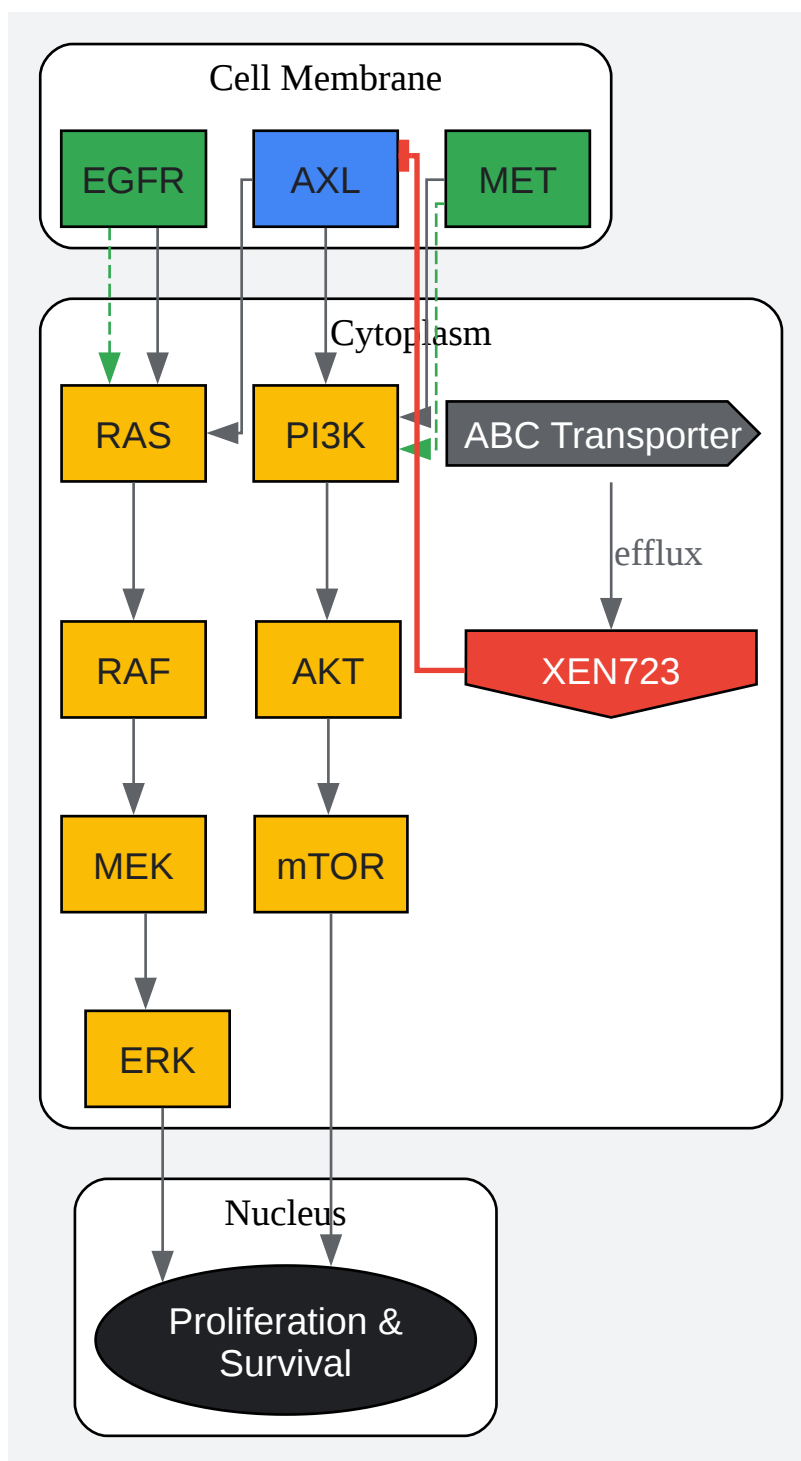 Cell Membrane
EGFR
AXL
MET
Cytoplasm
RAS
PI3K
ABC Transporter
efflux
RAF
AKT
XEN723
MEK
mTOR
ERK
Nucleus
Proliferation &
Survival